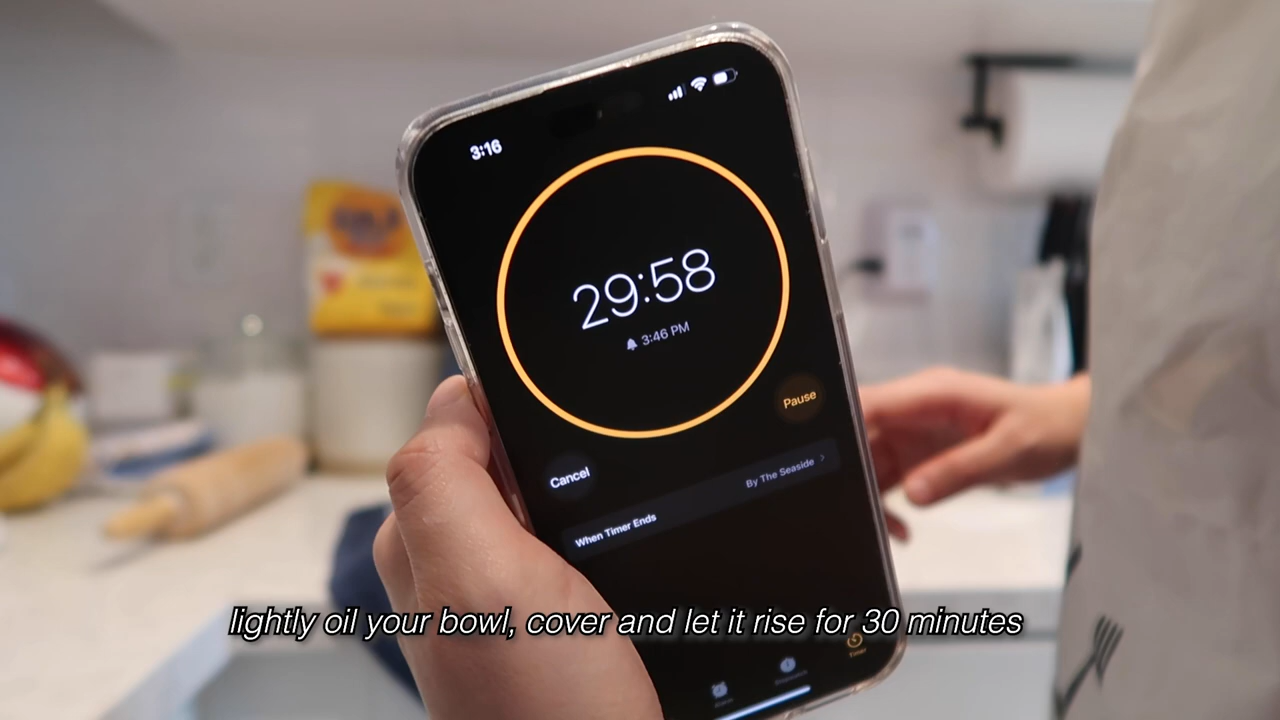 3:16
29:58
3:46 PM
Pause
Cancel
By The Seaside
When Timer Ends
lightly oil your bowl, cover and let it rise for 30 minutes
Timer